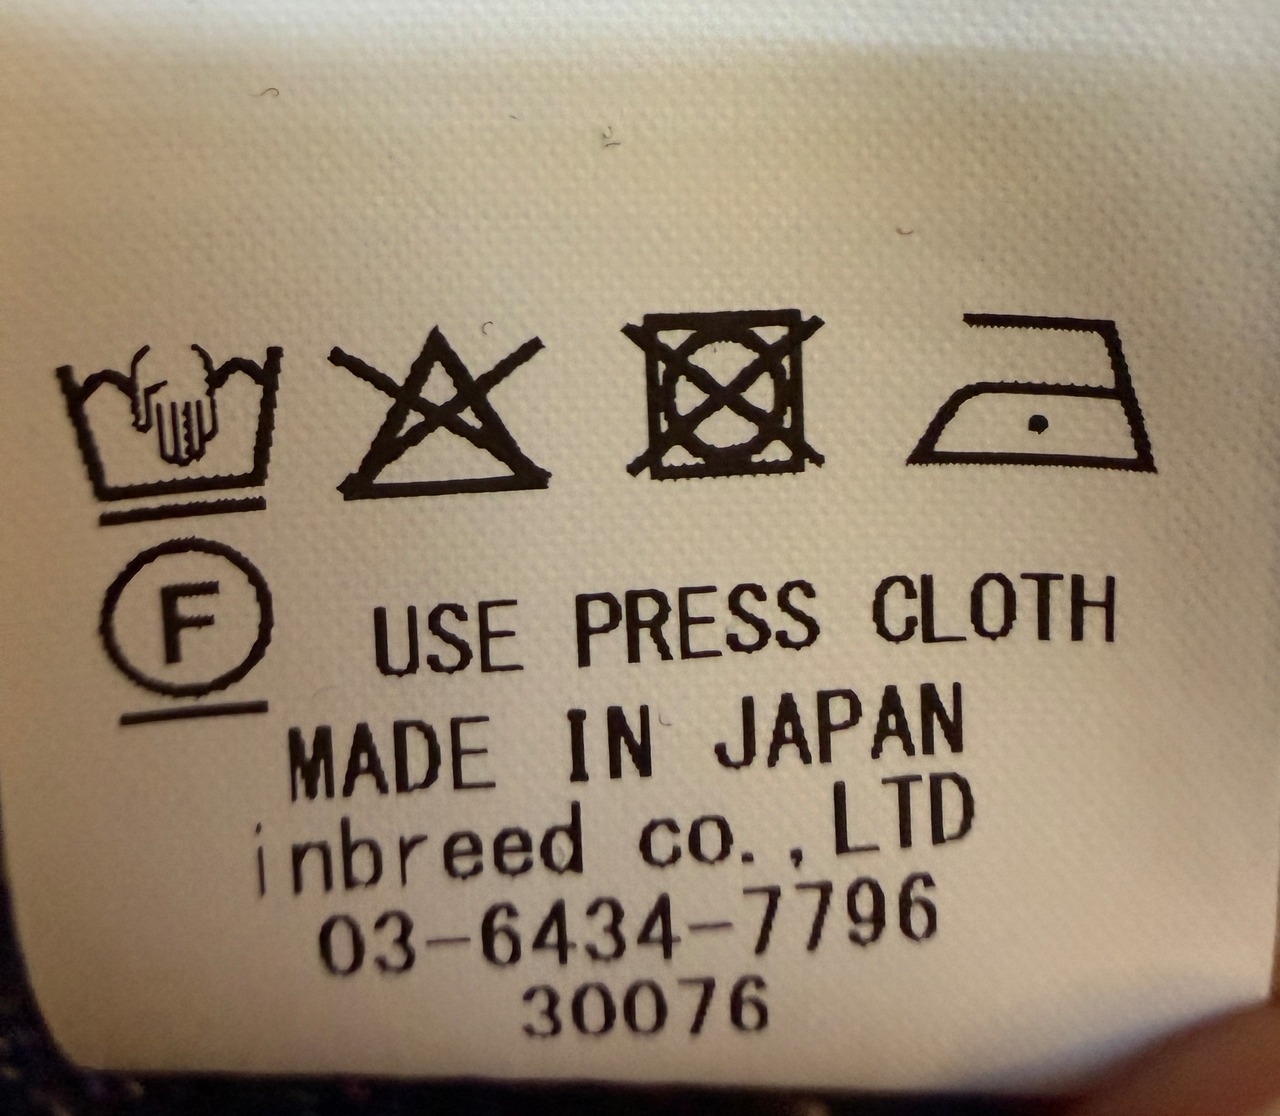 F USE PRESS CLOTH
MADE IN JAPAN
inbreed co.,LTD
03-6434-7796
30076